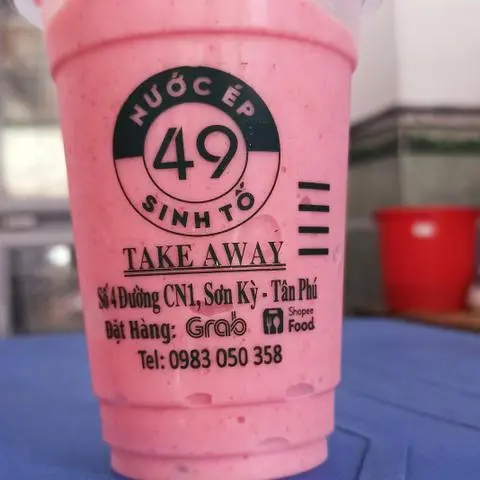 NƯỚC ÉP
49
SINH TỐ
TAKE AWAY
Số 4 Đường CN1, Sơn Kỳ - Tân Phú
Đặt Hàng: Grab Shopee Food
Tel: 0983 050 358